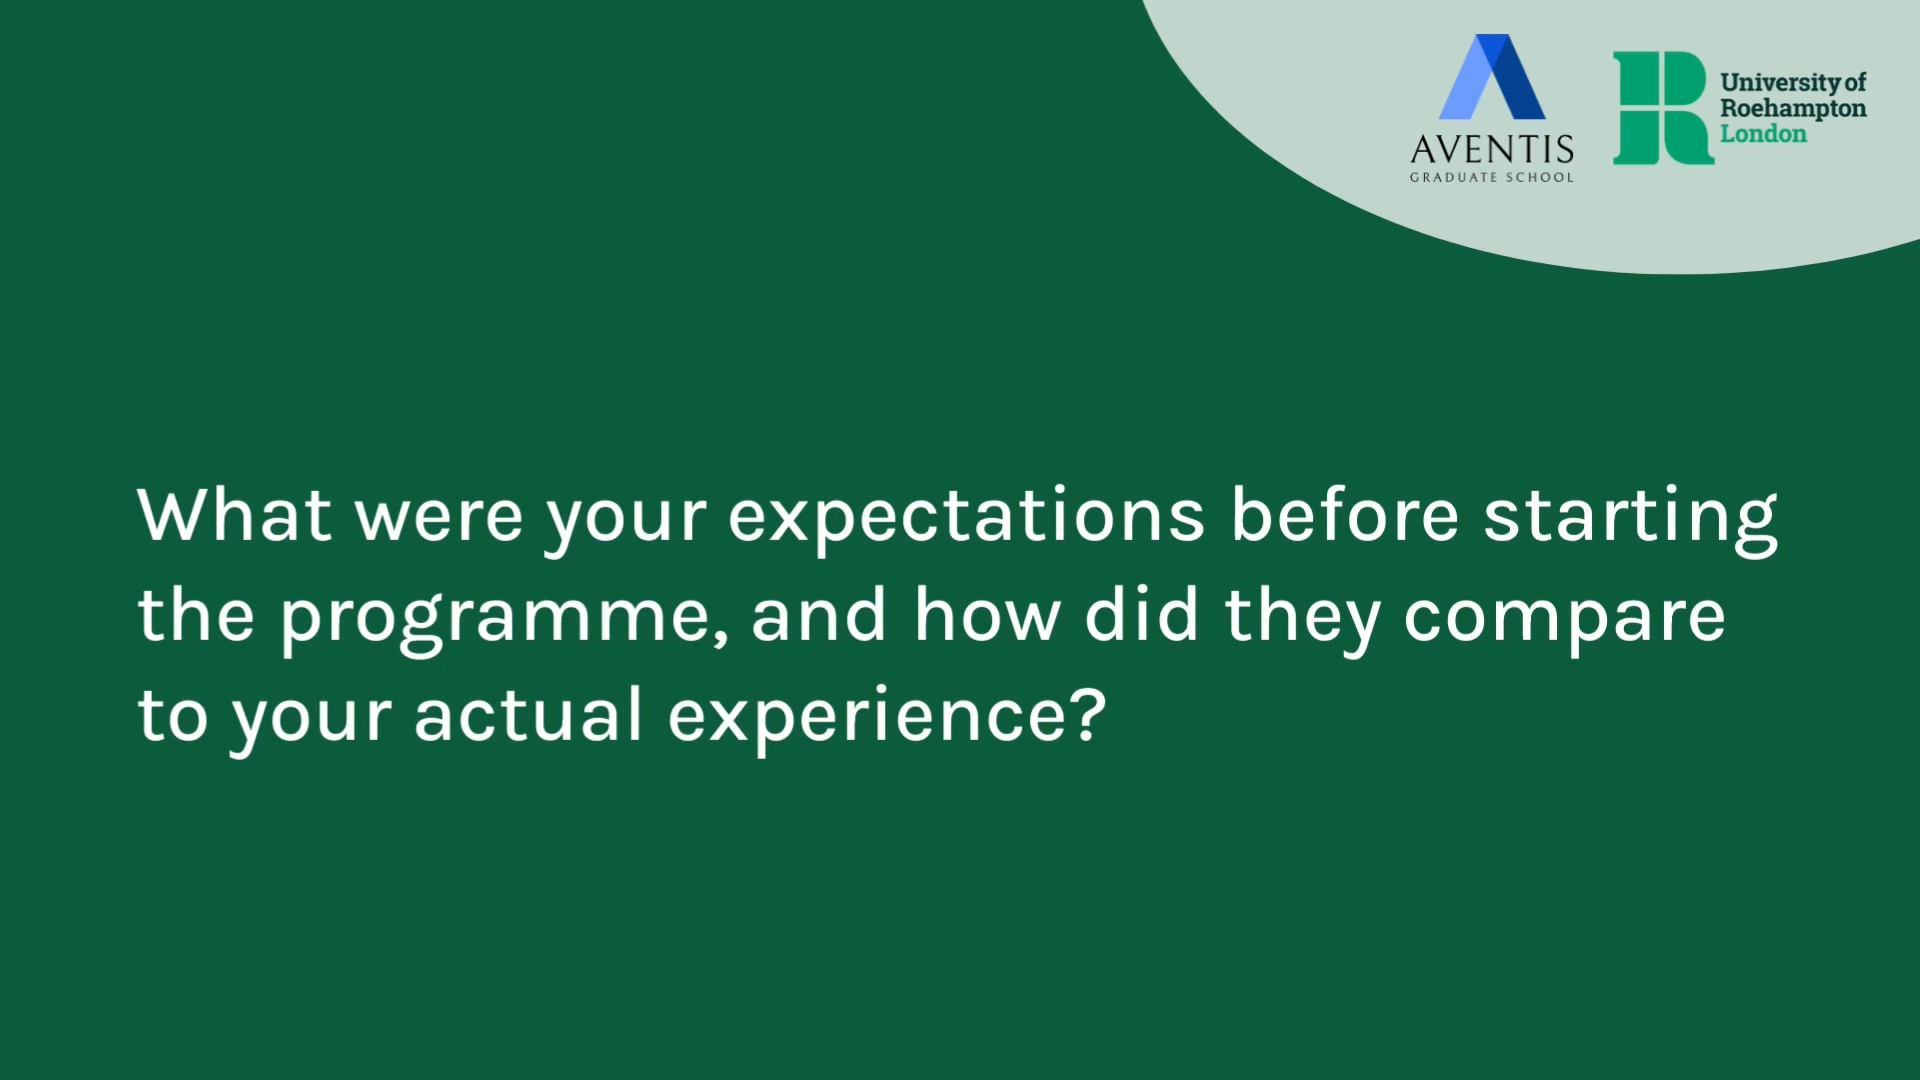 AVENTIS
GRADUATE SCHOOL
University of
Roehampton
London
What were your expectations before starting
the programme, and how did they compare
to your actual experience?